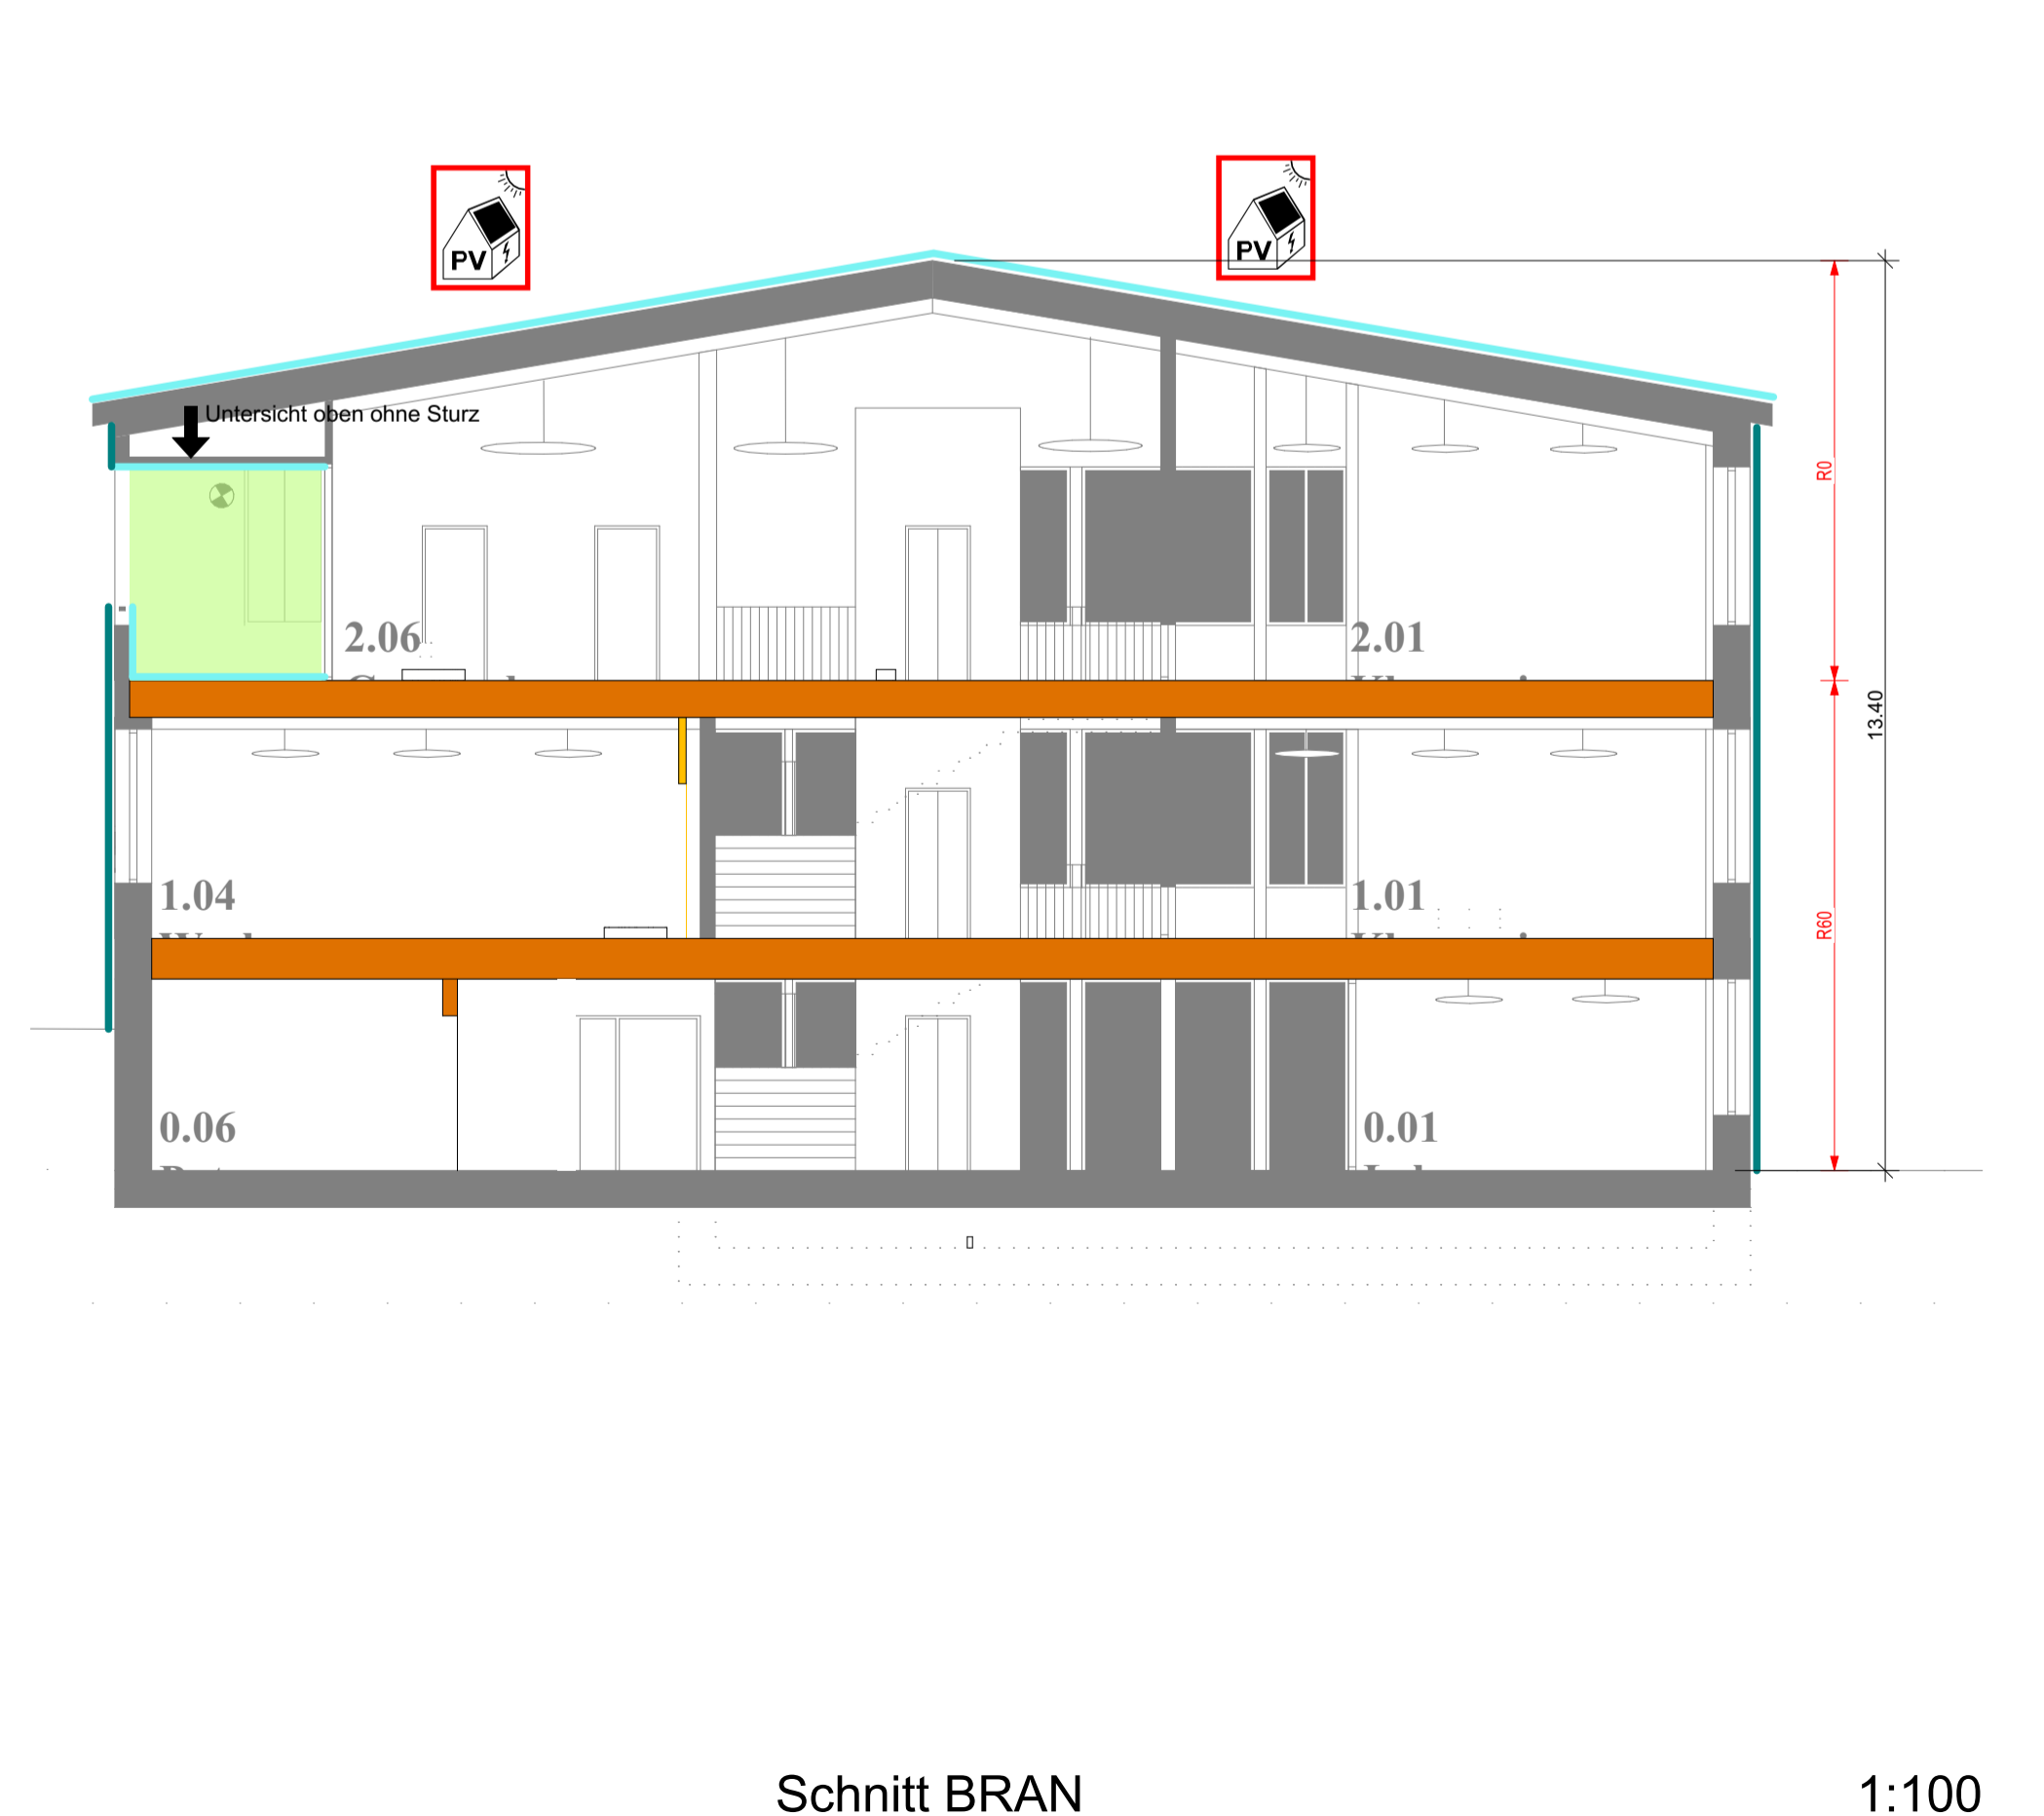 PV
PV
Untersicht oben ohne Sturz
R0
2.06
2.01
13.40
1.04
1.01
R60
0.06
0.01
Schnitt BRAN
1:100